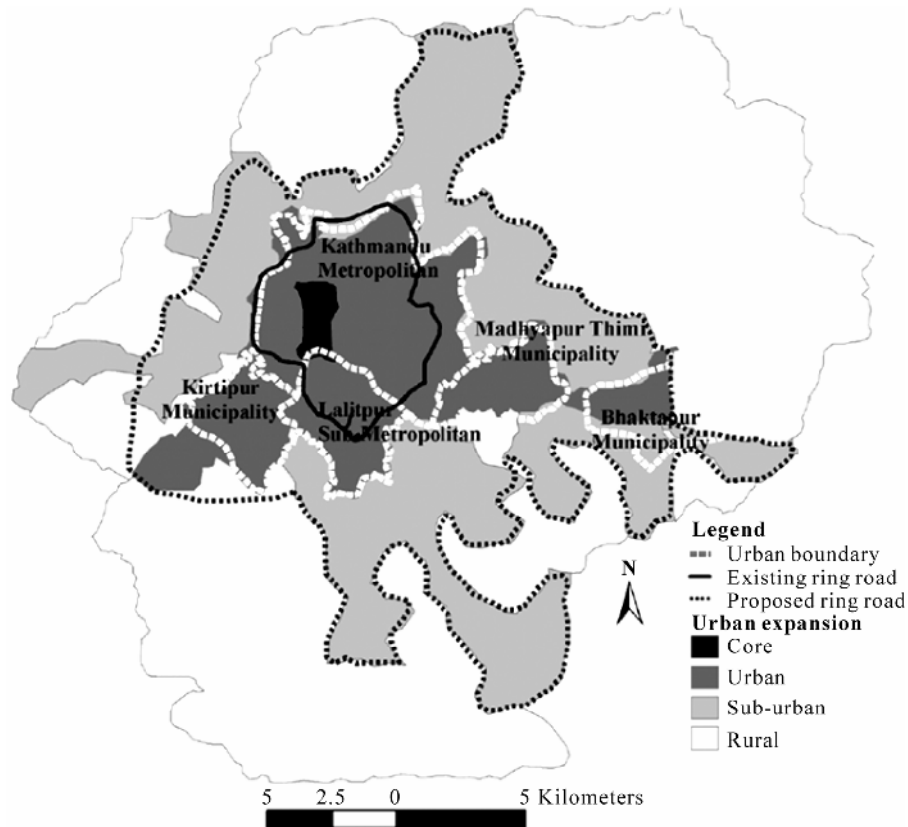 Kathmandu
Metropolitan
Madhyapur Thimi
Municipality
Kirtipur
Municipality
Lalitpur
Sub-Metropolitan
Bhaktapur
Municipality
Legend
Urban boundary
Existing ring road
Proposed ring road
Urban expansion
Core
Urban
Sub-urban
Rural
N
5 2.5 0 5 Kilometers